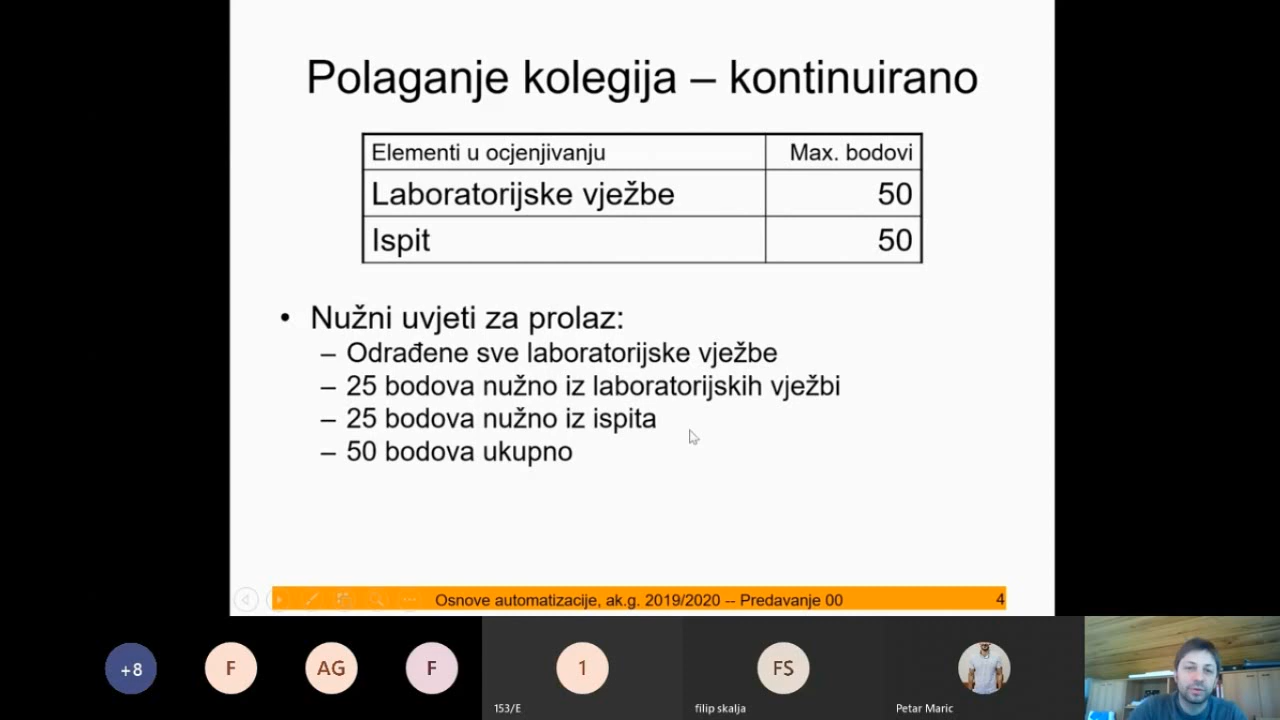 Polaganje kolegija – kontinuirano
Elementi u ocjenjivanju Max. bodovi
Laboratorijske vježbe 50
Ispit 50
• Nužni uvjeti za prolaz:
– Odrađene sve laboratorijske vježbe
– 25 bodova nužno iz laboratorijskih vježbi
– 25 bodova nužno iz ispita
– 50 bodova ukupno
Osnove automatizacije, ak.g. 2019/2020 -- Predavanje 00 4
+8 F AG F 1 FS
153/E filip skalja Petar Maric